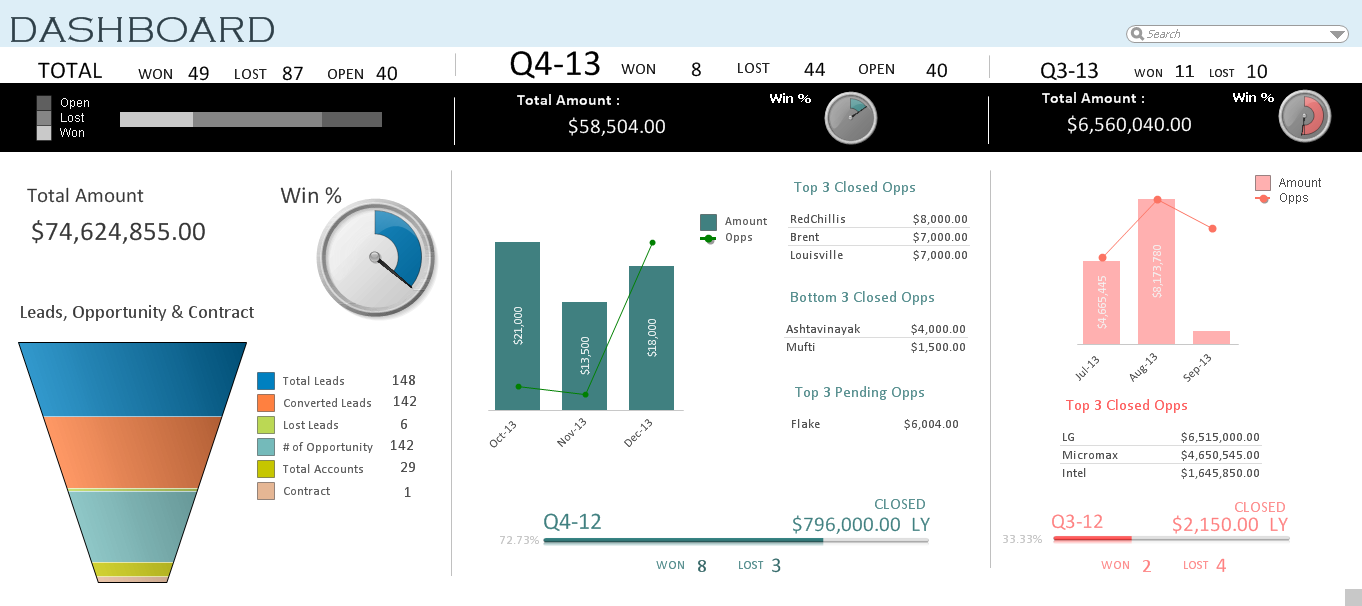 DASHBOARD
Search
TOTAL WON 49 LOST 87 OPEN 40
Q4-13 WON 8 LOST 44 OPEN 40
Q3-13 WON 11 LOST 10
Open
Lost
Won
Total Amount :
$58,504.00
Win %
Total Amount :
$6,560,040.00
Win %
Total Amount
$74,624,855.00
Win %
Leads, Opportunity & Contract
Total Leads 148
Converted Leads 142
Lost Leads 6
# of Opportunity 142
Total Accounts 29
Contract 1
Amount
Opps
$21,000
$13,500
$18,000
Oct-13
Nov-13
Dec-13
Top 3 Closed Opps
RedChillis $8,000.00
Brent $7,000.00
Louisville $7,000.00
Bottom 3 Closed Opps
Ashtavinayak $4,000.00
Mufti $1,500.00
Top 3 Pending Opps
Flake $6,004.00
CLOSED
Q4-12 $796,000.00 LY
72.73%
WON 8 LOST 3
Amount
Opps
$4,665,445
$8,173,780
Jul-13
Aug-13
Sep-13
Top 3 Closed Opps
LG $6,515,000.00
Micromax $4,650,545.00
Intel $1,645,850.00
CLOSED
Q3-12 $2,150.00 LY
33.33%
WON 2 LOST 4